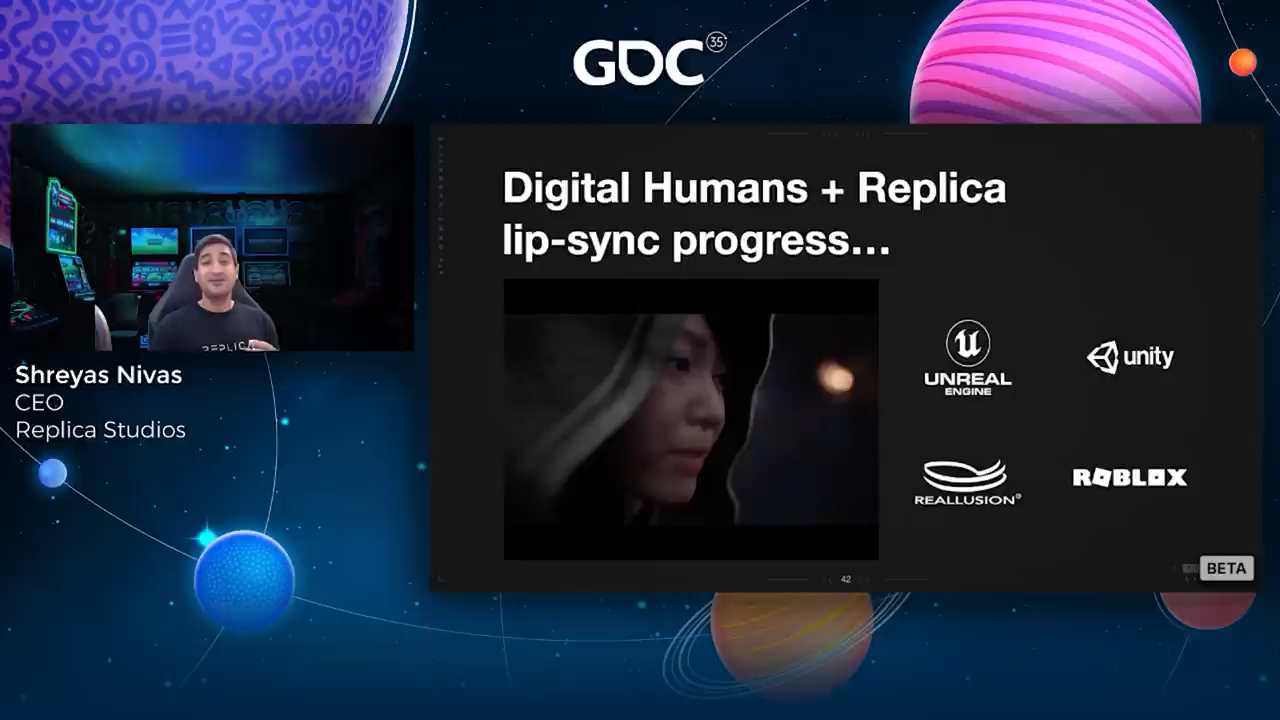 GDC 35
Shreyas Nivas
CEO
Replica Studios
REPLICA
Digital Humans + Replica
lip-sync progress...
UNREAL
ENGINE
unity
REALLUSION®
ROBLOX
42
BETA